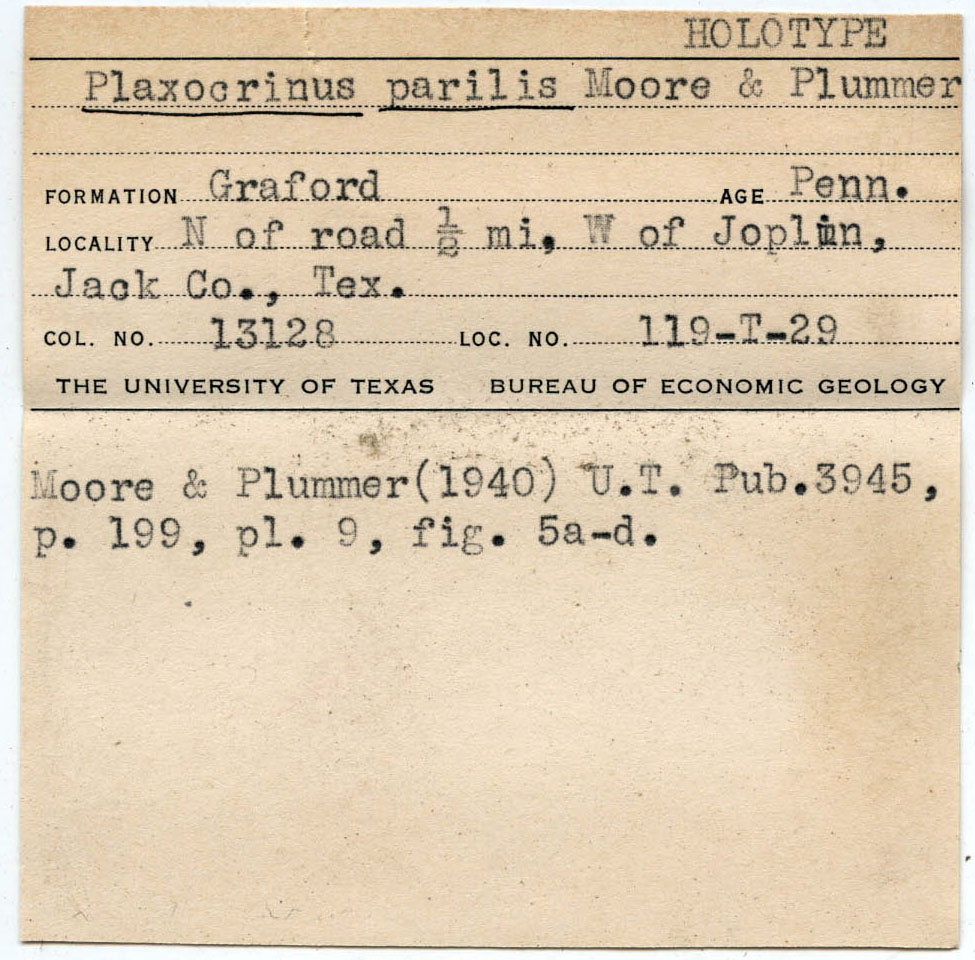 HOLOTYPE
Plaxocrinus parilis Moore & Plummer
FORMATION Graford AGE Penn.
LOCALITY N of road ½ mi, W of Joplin,
Jack Co., Tex.
COL. NO. 13128 LOC. NO. 119-T-29
THE UNIVERSITY OF TEXAS BUREAU OF ECONOMIC GEOLOGY
Moore & Plummer(1940) U.T. Pub.3945,
p. 199, pl. 9, fig. 5a-d.